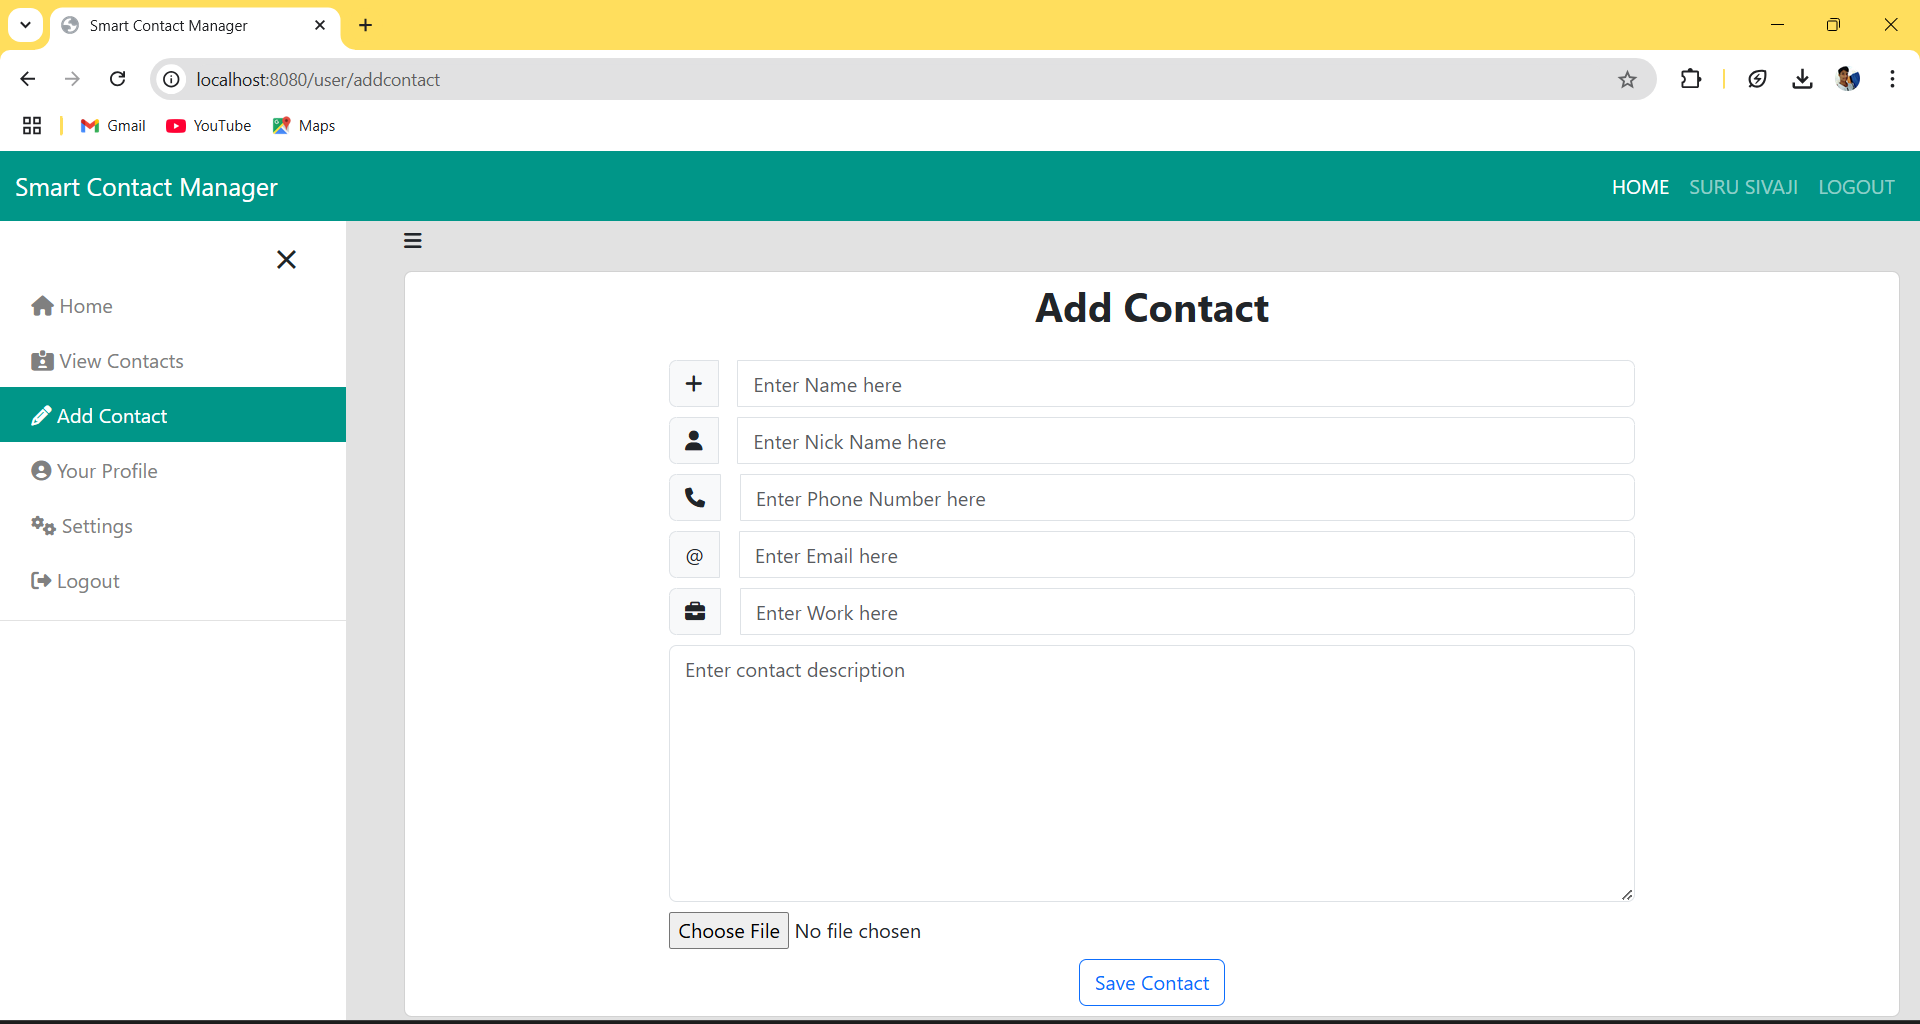 Smart Contact Manager
localhost:8080/user/addcontact
Gmail YouTube Maps
Smart Contact Manager HOME SURU SIVAJI LOGOUT
Home
View Contacts
Add Contact
Your Profile
Settings
Logout
Add Contact
Enter Name here
Enter Nick Name here
Enter Phone Number here
@ Enter Email here
Enter Work here
Enter contact description
Choose File No file chosen
Save Contact